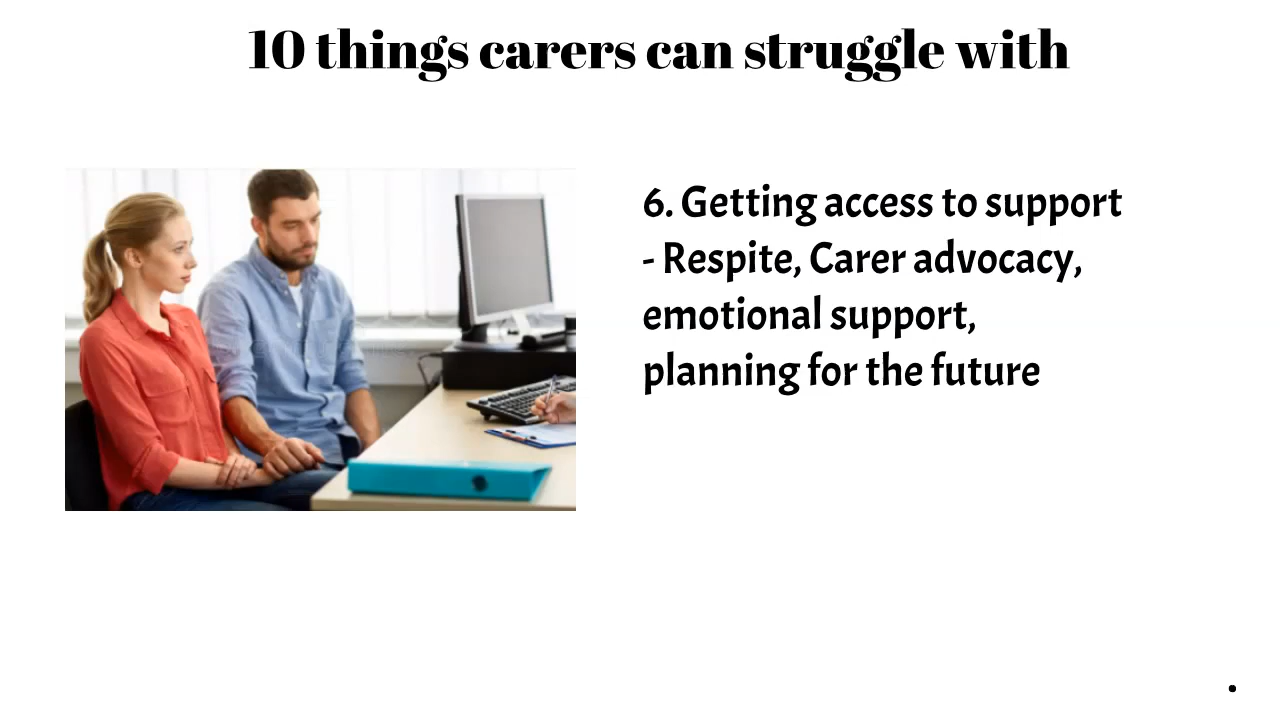 10 things carers can struggle with
6. Getting access to support
- Respite, Carer advocacy,
emotional support,
planning for the future
.